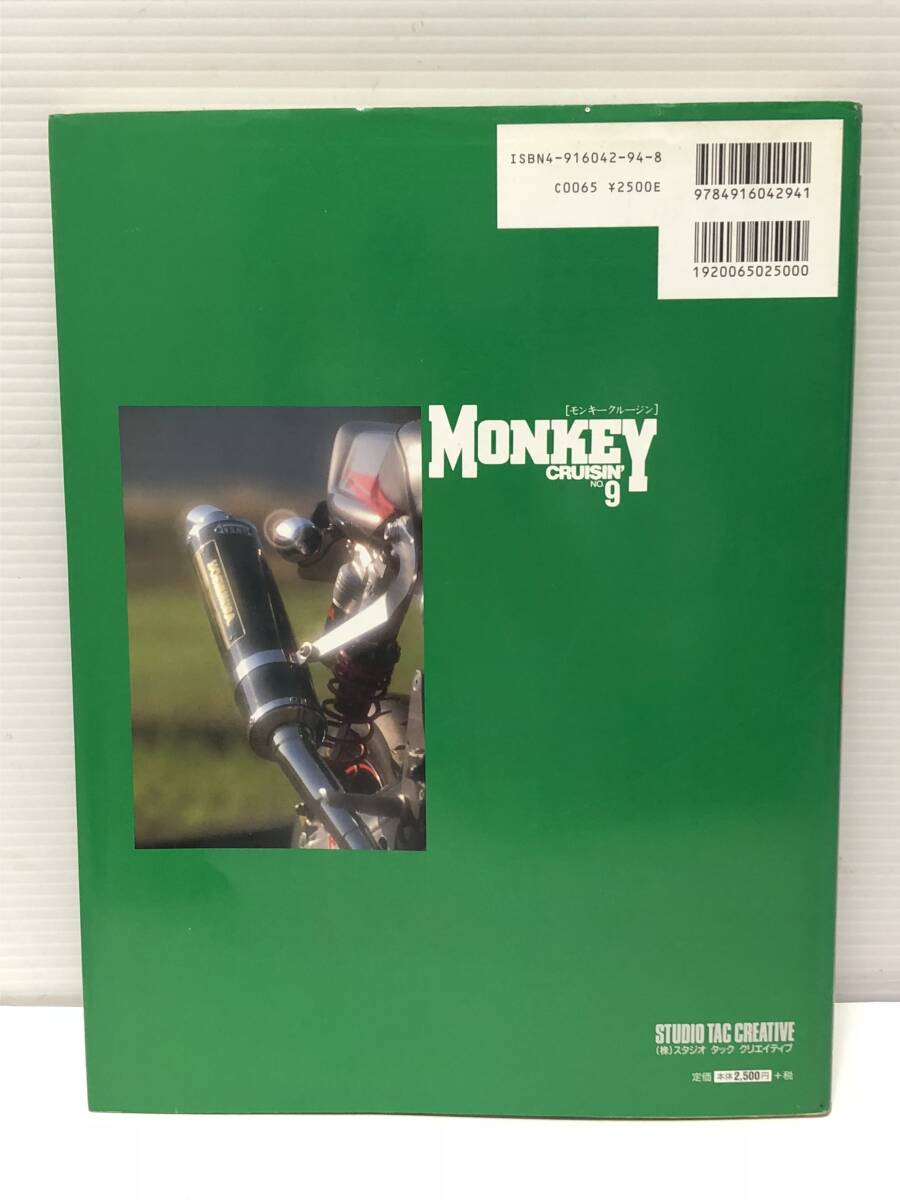 ISBN4-916042-94-8
C0065 ¥2500E
9784916042941
1920065025000
[モンキークルージン]
MONKEY
CRUISIN'
NO.9
YOSHIMURA
STUDIO TAC CREATIVE
(株)スタジオ タック クリエイティブ
定価 本体2,500円 +税